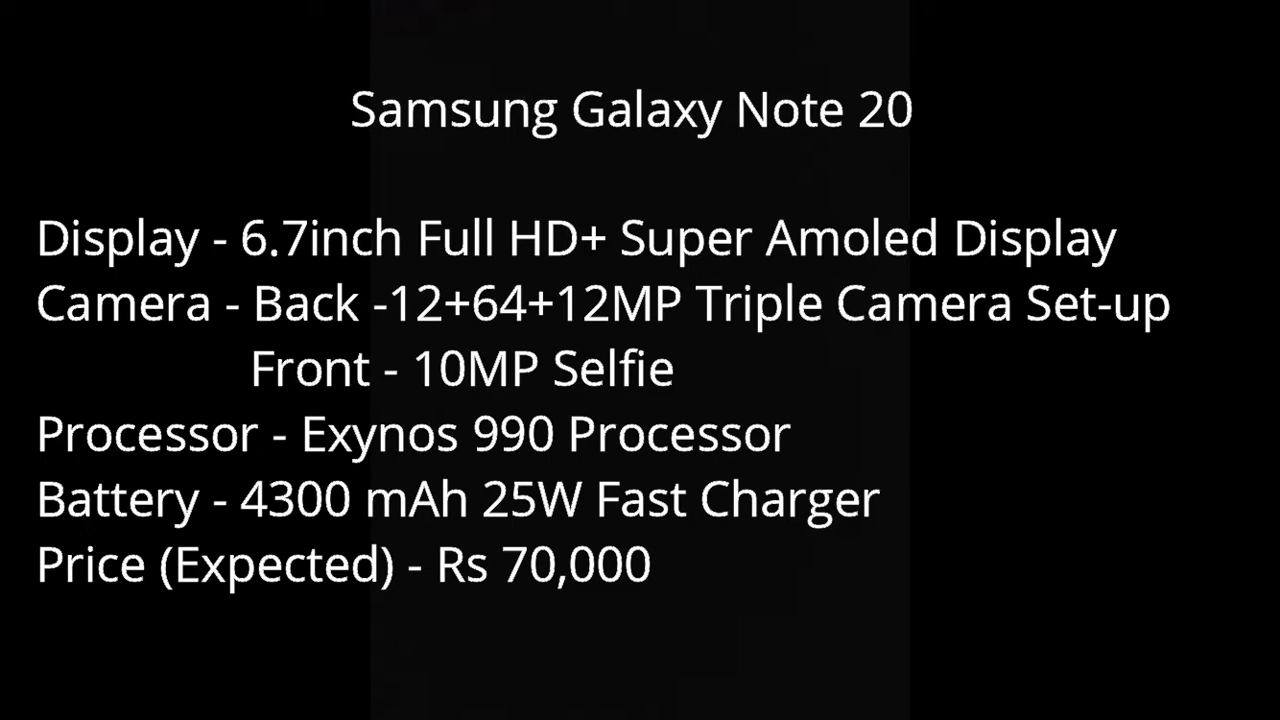 Samsung Galaxy Note 20
Display - 6.7inch Full HD+ Super Amoled Display
Camera - Back -12+64+12MP Triple Camera Set-up
Front - 10MP Selfie
Processor - Exynos 990 Processor
Battery - 4300 mAh 25W Fast Charger
Price (Expected) - Rs 70,000